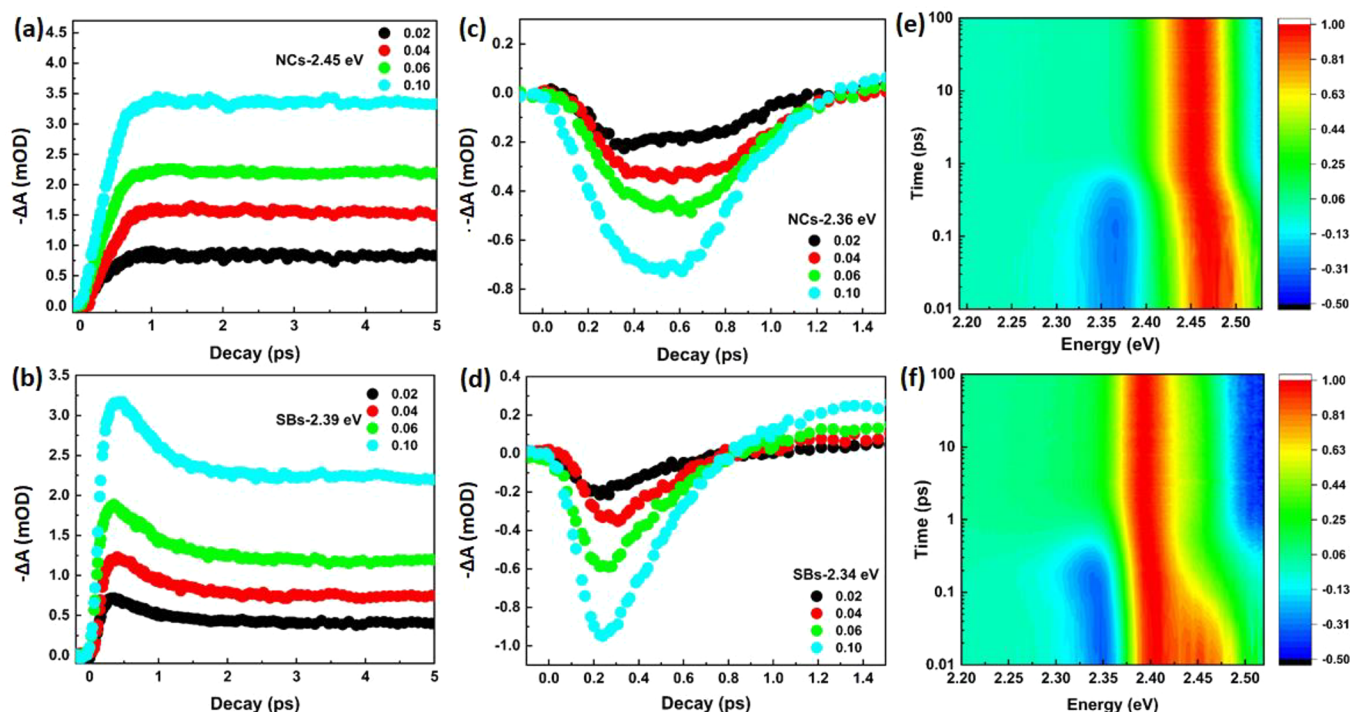 (a)
4.5
4.0
3.5
3.0
2.5
2.0
1.5
1.0
0.5
0.0
-ΔA (mOD)
NCs-2.45 eV
0.02
0.04
0.06
0.10
0 1 2 3 4 5
Decay (ps)
(c)
0.2
0.0
-0.2
-0.4
-0.6
-0.8
-ΔA (mOD)
NCs-2.36 eV
0.02
0.04
0.06
0.10
0.0 0.2 0.4 0.6 0.8 1.0 1.2 1.4
Decay (ps)
(e)
100
10
1
0.1
0.01
Time (ps)
2.20 2.25 2.30 2.35 2.40 2.45 2.50
Energy (eV)
1.00
0.81
0.63
0.44
0.25
0.06
-0.13
-0.31
-0.50
(b)
3.5
3.0
2.5
2.0
1.5
1.0
0.5
0.0
-ΔA (mOD)
SBs-2.39 eV
0.02
0.04
0.06
0.10
0 1 2 3 4 5
Decay (ps)
(d)
0.4
0.2
0.0
-0.2
-0.4
-0.6
-0.8
-1.0
-ΔA (mOD)
SBs-2.34 eV
0.02
0.04
0.06
0.10
0.0 0.2 0.4 0.6 0.8 1.0 1.2 1.4
Decay (ps)
(f)
100
10
1
0.1
0.01
Time (ps)
2.20 2.25 2.30 2.35 2.40 2.45 2.50
Energy (eV)
1.00
0.81
0.63
0.44
0.25
0.06
-0.13
-0.31
-0.50